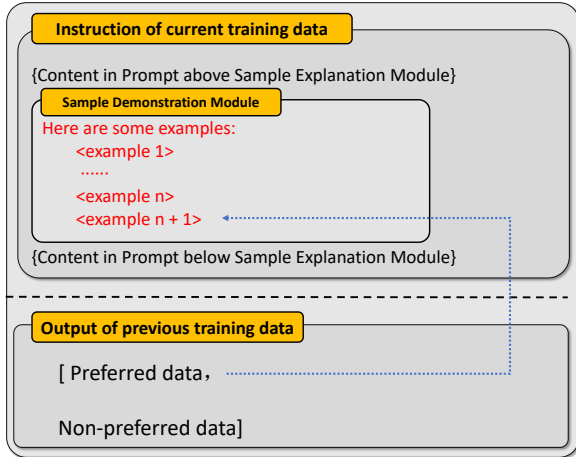 Instruction of current training data
{Content in Prompt above Sample Explanation Module}
Sample Demonstration Module
Here are some examples:
<example 1>
......
<example n>
<example n + 1>
{Content in Prompt below Sample Explanation Module}
Output of previous training data
[ Preferred data，
Non-preferred data]